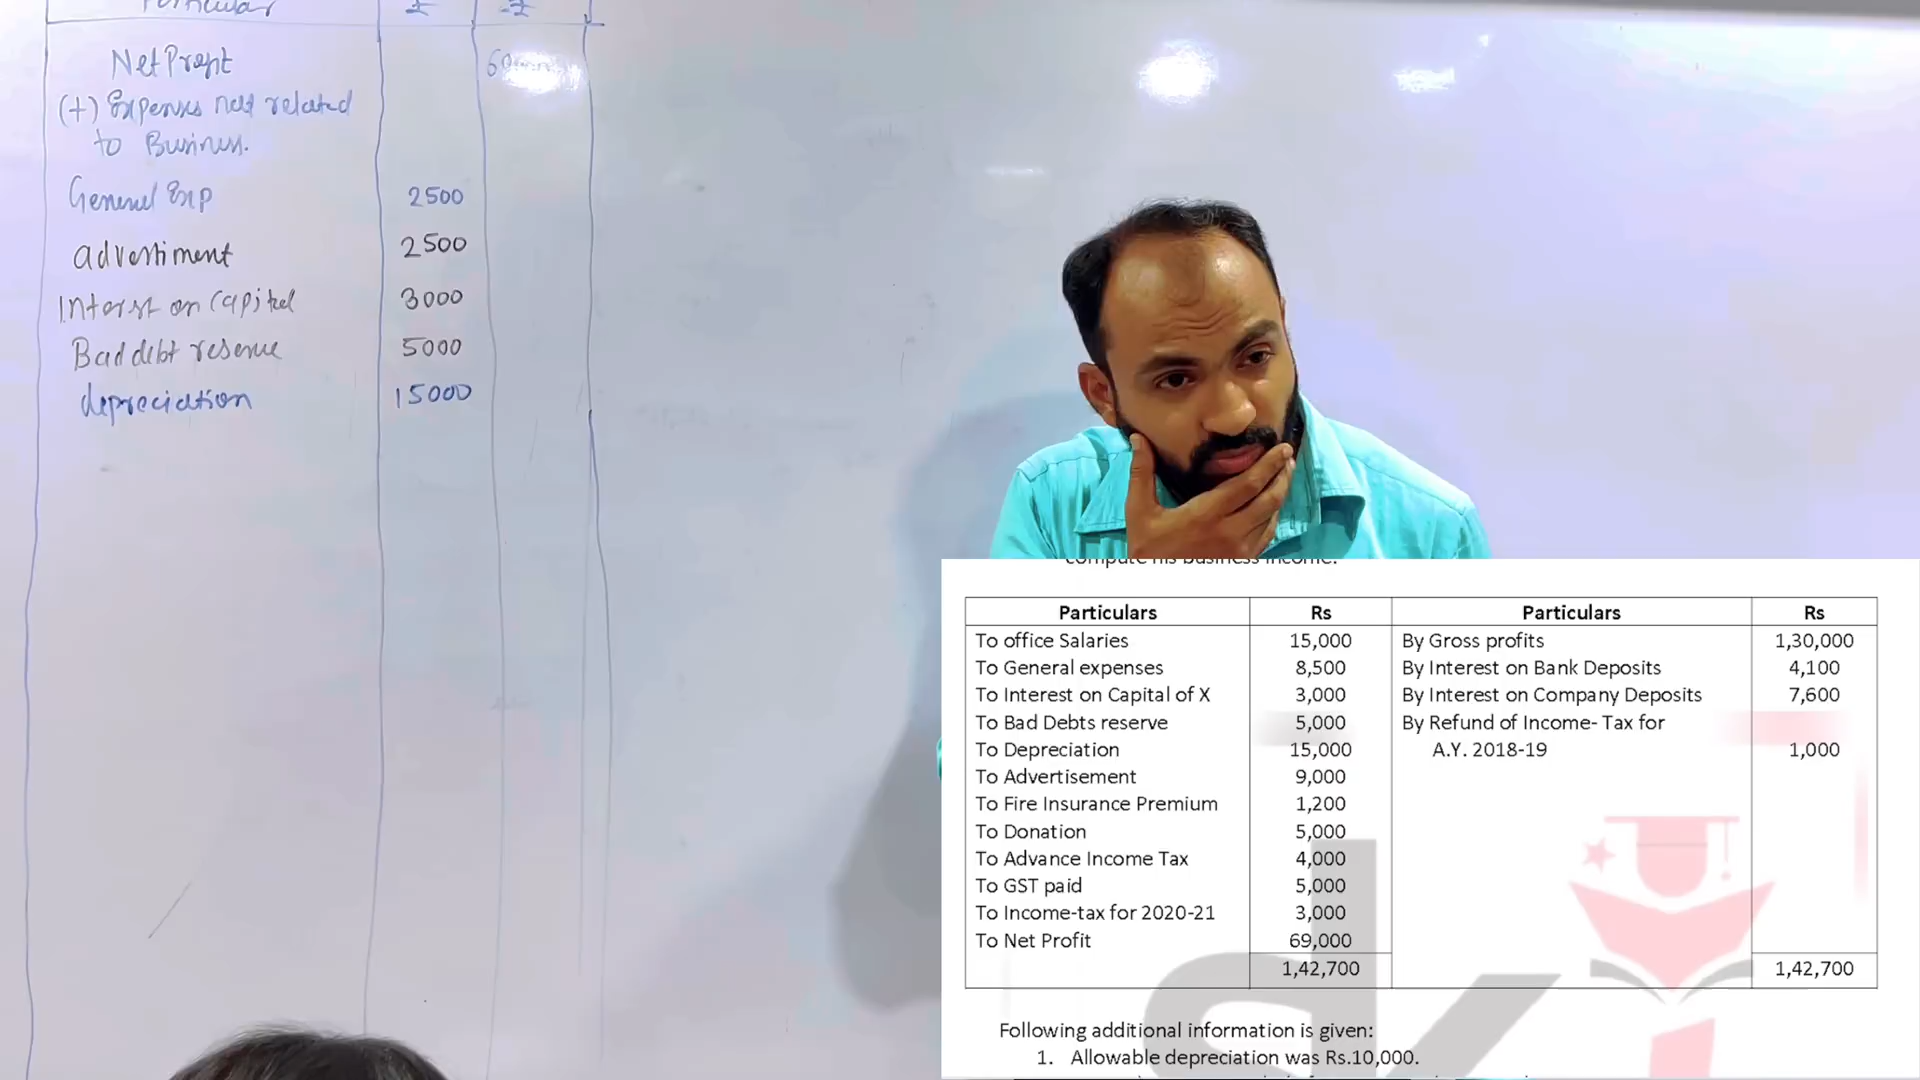 Particular ₹ ₹
Net Profit
(+) Expenses not related
to Business.
General Exp 2500
advertiment 2500
Interst on Capital 3000
Bad debt reserve 5000
depreciation 15000
compute his business income.
Particulars Rs Particulars Rs
To office Salaries 15,000 By Gross profits 1,30,000
To General expenses 8,500 By Interest on Bank Deposits 4,100
To Interest on Capital of X 3,000 By Interest on Company Deposits 7,600
To Bad Debts reserve 5,000 By Refund of Income- Tax for
To Depreciation 15,000 A.Y. 2018-19 1,000
To Advertisement 9,000
To Fire Insurance Premium 1,200
To Donation 5,000
To Advance Income Tax 4,000
To GST paid 5,000
To Income-tax for 2020-21 3,000
To Net Profit 69,000
1,42,700 1,42,700
Following additional information is given:
1. Allowable depreciation was Rs.10,000.